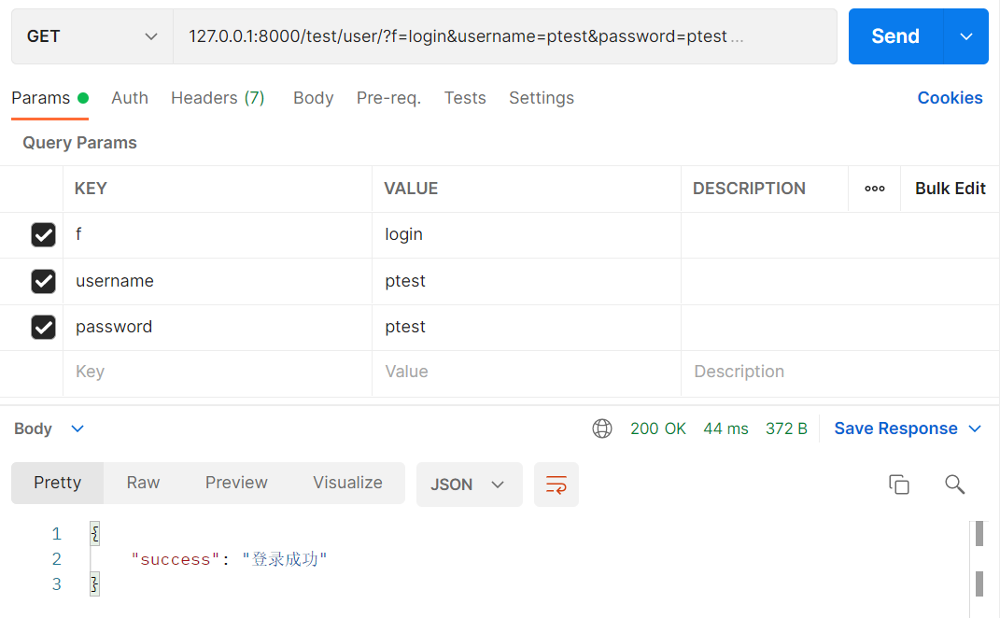 GET 127.0.0.1:8000/test/user/?f=login&username=ptest&password=ptest ... Send
Params Auth Headers (7) Body Pre-req. Tests Settings Cookies
Query Params
KEY VALUE DESCRIPTION ooo Bulk Edit
f login
username ptest
password ptest
Key Value Description
Body 200 OK 44 ms 372 B Save Response
Pretty Raw Preview Visualize JSON
1 {
2 "success": "登录成功"
3 }